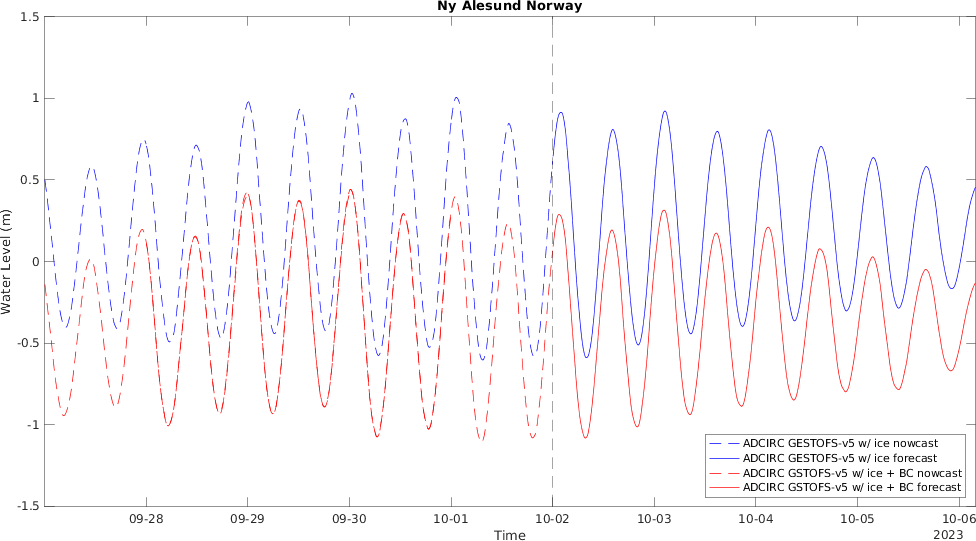 Ny Alesund Norway
1.5
1
0.5
0
-0.5
-1
-1.5
Water Level (m)
09-28
09-29
09-30
10-01
10-02
10-03
10-04
10-05
10-06
Time
2023
ADCIRC GESTOFS-v5 w/ ice nowcast
ADCIRC GESTOFS-v5 w/ ice forecast
ADCIRC GSTOFS-v5 w/ ice + BC nowcast
ADCIRC GSTOFS-v5 w/ ice + BC forecast